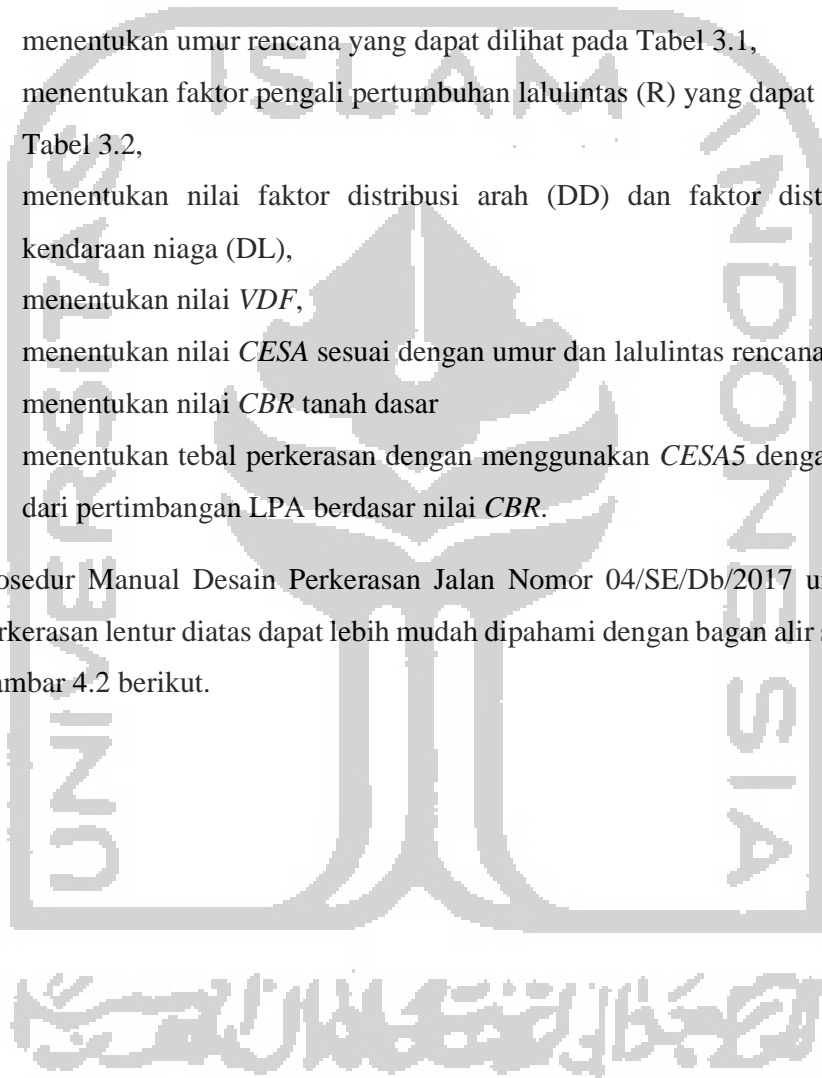 menentukan umur rencana yang dapat dilihat pada Tabel 3.1,
menentukan faktor pengali pertumbuhan lalulintas (R) yang dapat
Tabel 3.2,
menentukan nilai faktor distribusi arah (DD) dan faktor dist
kendaraan niaga (DL),
menentukan nilai VDF,
menentukan nilai CESA sesuai dengan umur dan lalulintas rencana
menentukan nilai CBR tanah dasar
menentukan tebal perkerasan dengan menggunakan CESA5 denga
dari pertimbangan LPA berdasar nilai CBR.
osedur Manual Desain Perkerasan Jalan Nomor 04/SE/Db/2017 u
rkerasan lentur diatas dapat lebih mudah dipahami dengan bagan alir s
ambar 4.2 berikut.
ISLAM
UNIVERSITAS
INDONESIA